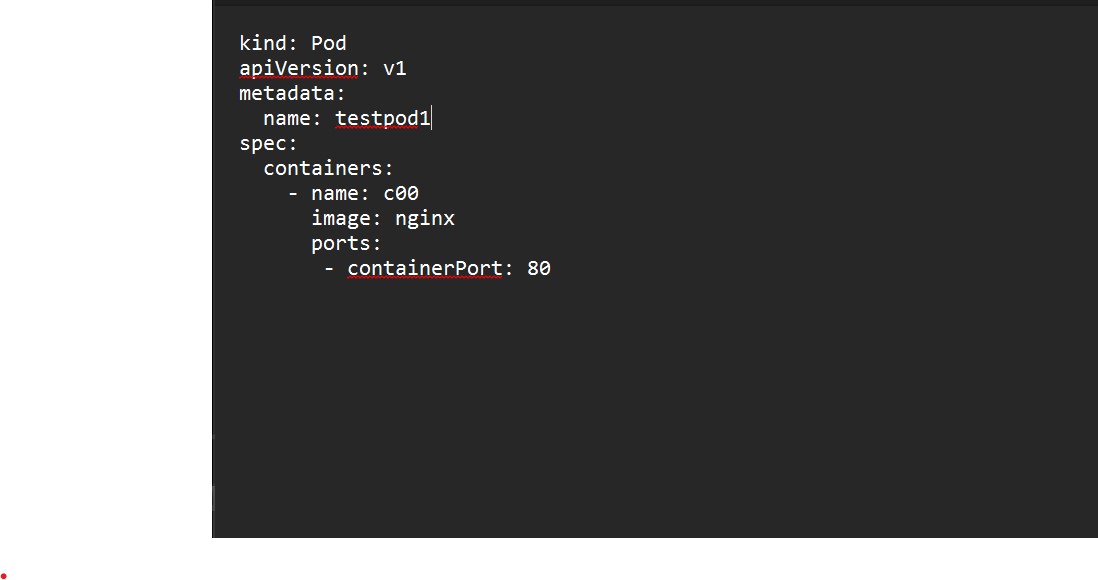 kind: Pod
apiVersion: v1
metadata:
  name: testpod1
spec:
  containers:
    - name: c00
      image: nginx
      ports:
       - containerPort: 80